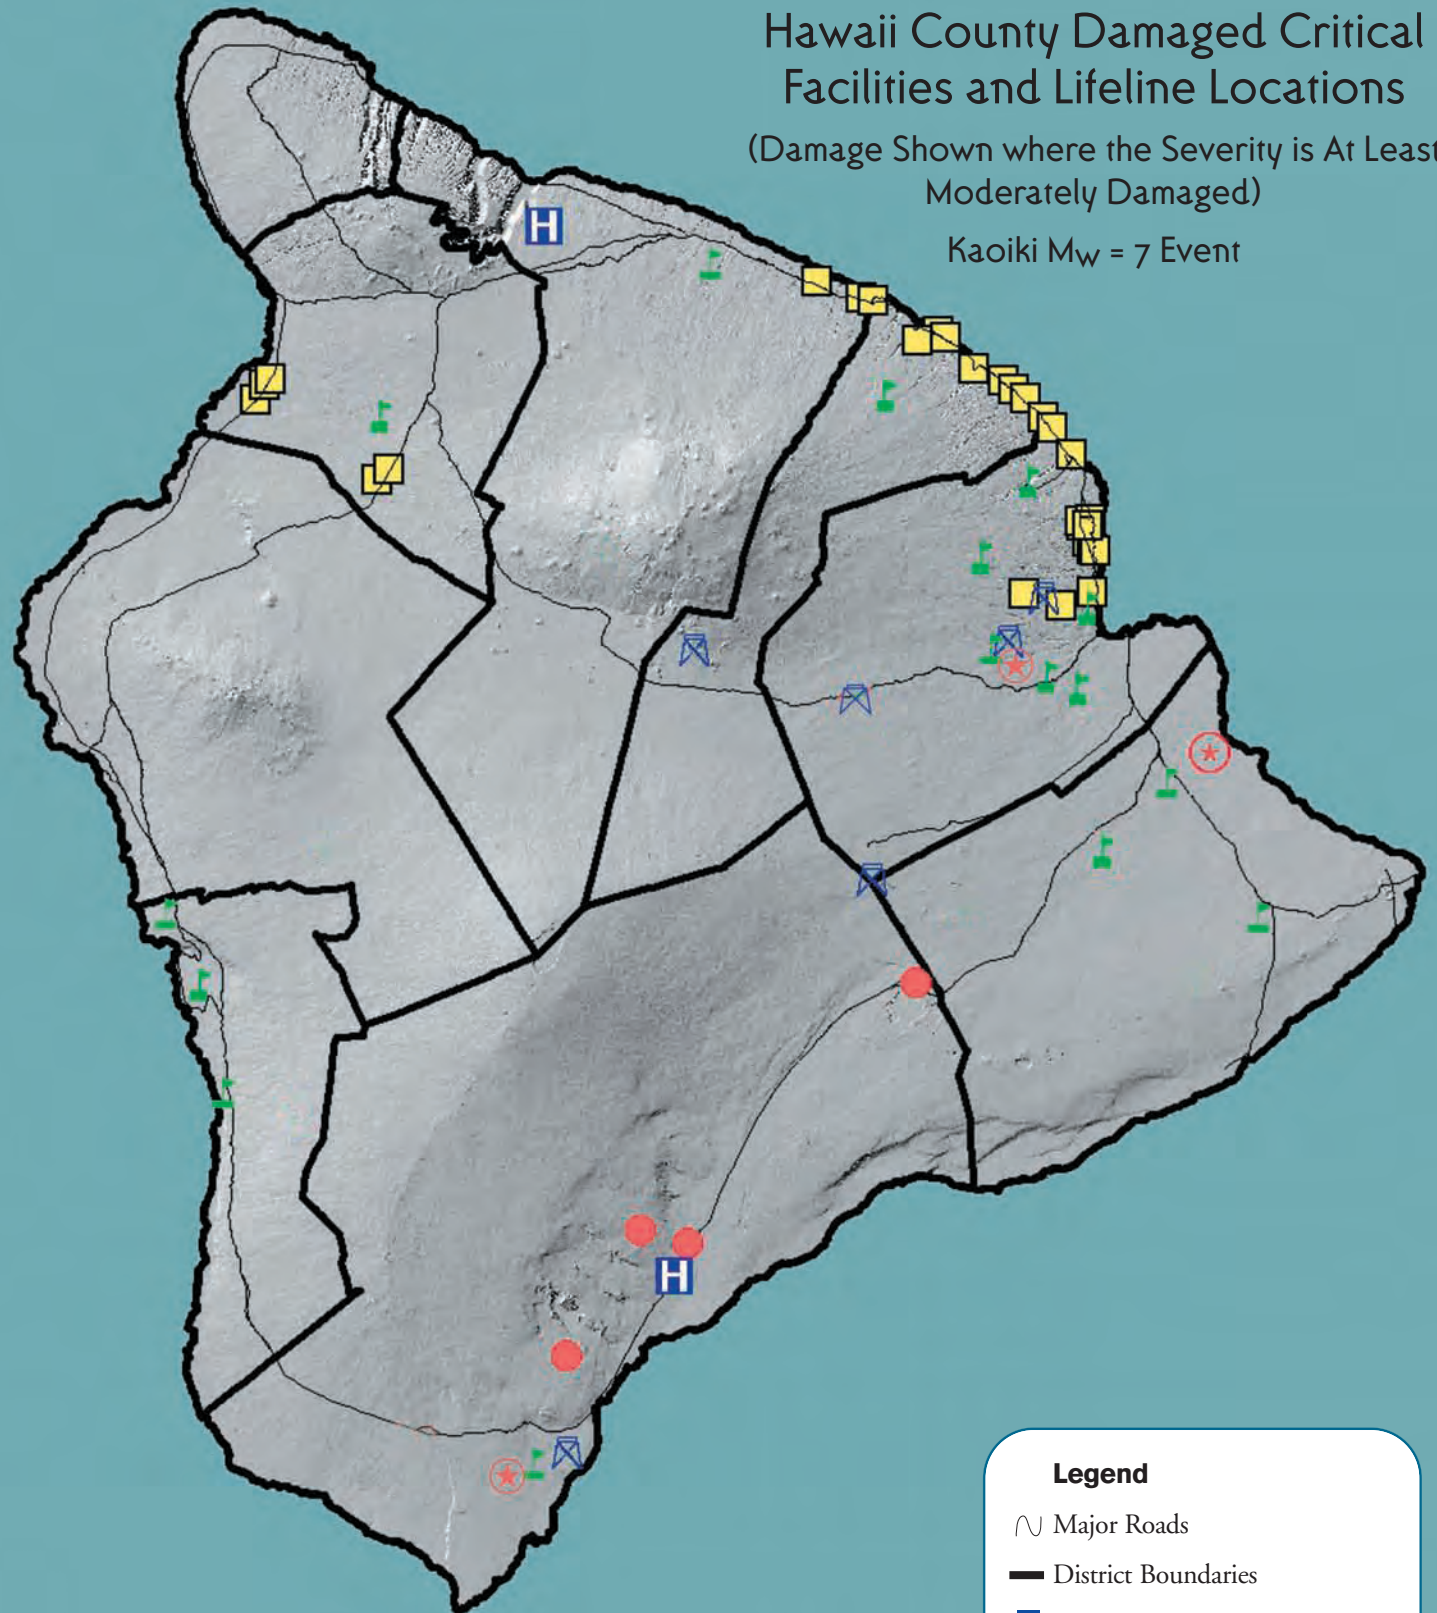 Hawaii County Damaged Critical
Facilities and Lifeline Locations
(Damage Shown where the Severity is At Least
Moderately Damaged)
Kaoiki Mw = 7 Event
H
H
Legend
Major Roads
District Boundaries